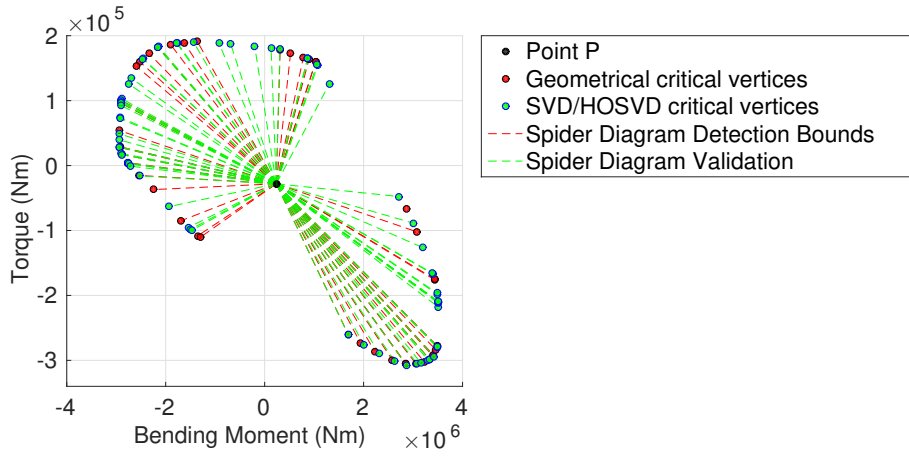 ×10^5
2
1
0
-1
-2
-3
-4
-2
0
2
4
×10^6
Torque (Nm)
Bending Moment (Nm)
Point P
Geometrical critical vertices
SVD/HOSVD critical vertices
Spider Diagram Detection Bounds
Spider Diagram Validation